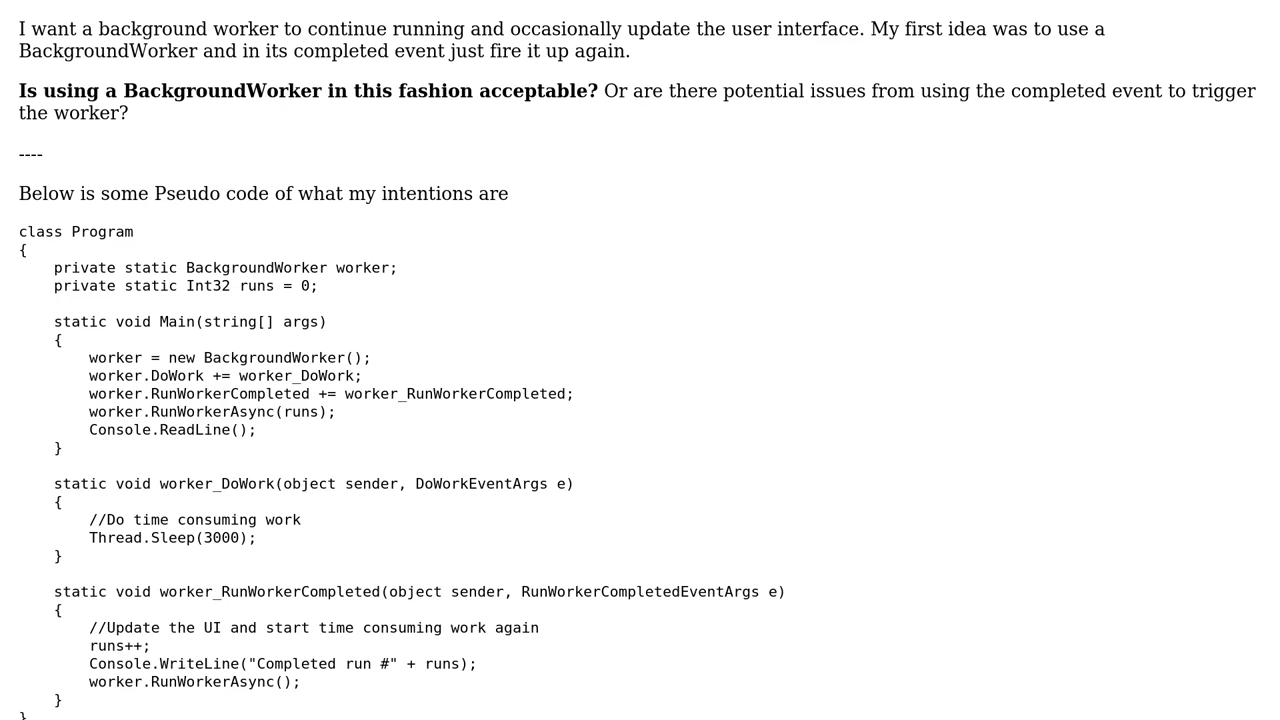 I want a background worker to continue running and occasionally update the user interface. My first idea was to use a
BackgroundWorker and in its completed event just fire it up again.
Is using a BackgroundWorker in this fashion acceptable? Or are there potential issues from using the completed event to trigger
the worker?
----
Below is some Pseudo code of what my intentions are
class Program
{
    private static BackgroundWorker worker;
    private static Int32 runs = 0;

    static void Main(string[] args)
    {
        worker = new BackgroundWorker();
        worker.DoWork += worker_DoWork;
        worker.RunWorkerCompleted += worker_RunWorkerCompleted;
        worker.RunWorkerAsync(runs);
        Console.ReadLine();
    }

    static void worker_DoWork(object sender, DoWorkEventArgs e)
    {
        //Do time consuming work
        Thread.Sleep(3000);
    }

    static void worker_RunWorkerCompleted(object sender, RunWorkerCompletedEventArgs e)
    {
        //Update the UI and start time consuming work again
        runs++;
        Console.WriteLine("Completed run #" + runs);
        worker.RunWorkerAsync();
    }
}